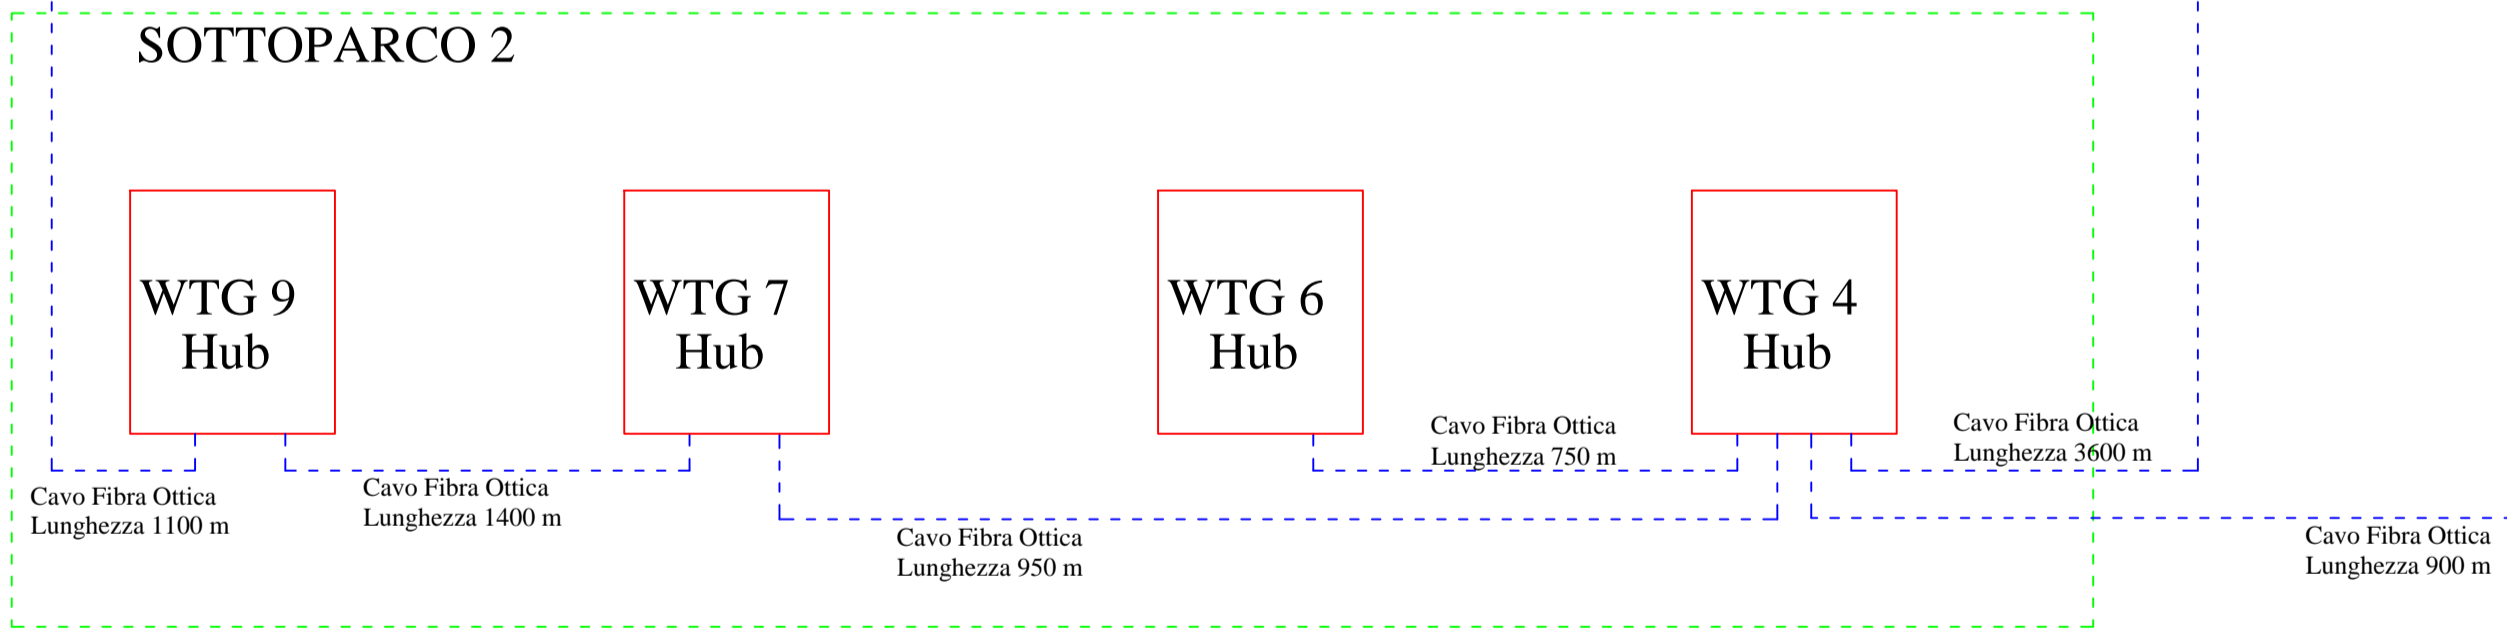 SOTTOPARCO 2
WTG 9
Hub
WTG 7
Hub
WTG 6
Hub
WTG 4
Hub
Cavo Fibra Ottica
Lunghezza 1100 m
Cavo Fibra Ottica
Lunghezza 1400 m
Cavo Fibra Ottica
Lunghezza 950 m
Cavo Fibra Ottica
Lunghezza 750 m
Cavo Fibra Ottica
Lunghezza 3600 m
Cavo Fibra Ottica
Lunghezza 900 m